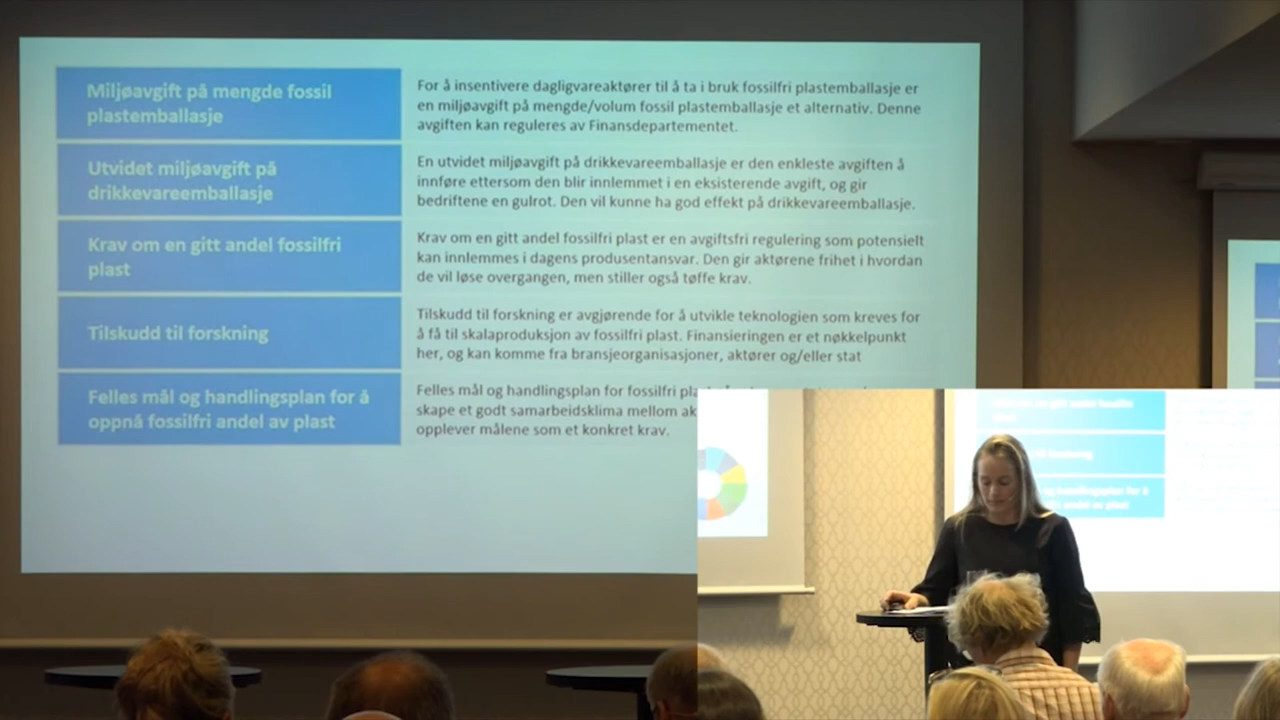 Miljøavgift på mengde fossil
plastemballasje
For å insentivere dagligvareaktører til å ta i bruk fossilfri plastemballasje er
en miljøavgift på mengde/volum fossil plastemballasje et alternativ. Denne
avgiften kan reguleres av Finansdepartementet.
Utvidet miljøavgift på
drikkevareemballasje
En utvidet miljøavgift på drikkevareemballasje er den enkleste avgiften å
innføre ettersom den blir innlemmet i en eksisterende avgift, og gir
bedriftene en gulrot. Den vil kunne ha god effekt på drikkevareemballasje.
Krav om en gitt andel fossilfri
plast
Krav om en gitt andel fossilfri plast er en avgiftsfri regulering som potensielt
kan innlemmes i dagens produsentansvar. Den gir aktørene frihet i hvordan
de vil løse overgangen, men stiller også tøffe krav.
Tilskudd til forskning
Tilskudd til forskning er avgjørende for å utvikle teknologien som kreves for
å få til skalaproduksjon av fossilfri plast. Finansieringen er et nøkkelpunkt
her, og kan komme fra bransjeorganisasjoner, aktører og/eller stat
Felles mål og handlingsplan for å
oppnå fossilfri andel av plast
Felles mål og handlingsplan for fossilfri
skape et godt samarbeidsklima mellom
opplever målene som et konkret krav.
plast
og handlingsplan for å
andel av plast